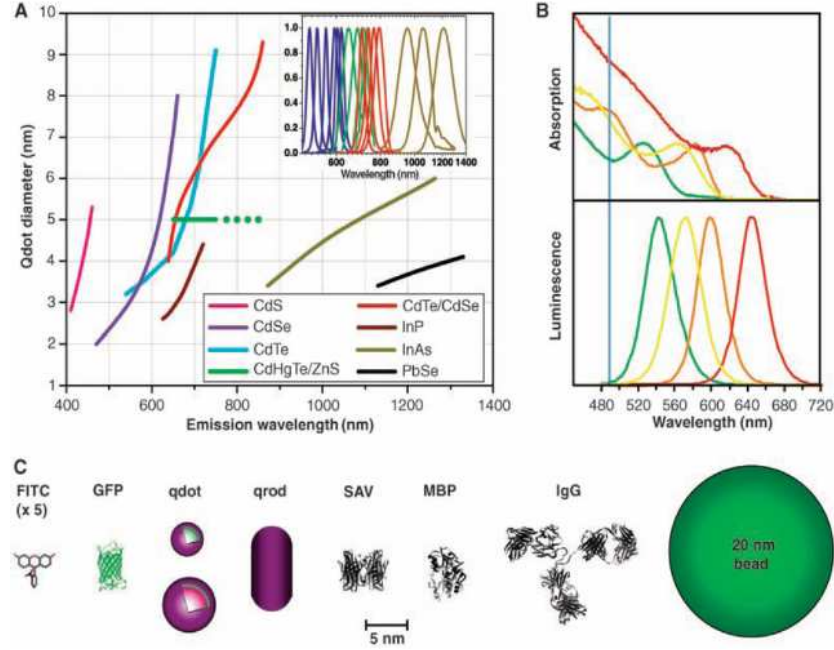 A
Qdot diameter (nm)
10
9
8
7
6
5
4
3
2
1
400
600
800
1000
1200
1400
Emission wavelength (nm)
1.0
0.8
0.6
0.4
0.2
0.0
600
800
1000
1200
1400
Wavelength (nm)
CdS
CdSe
CdTe
CdHgTe/ZnS
CdTe/CdSe
InP
InAs
PbSe
B
Absorption
Luminescence
480
520
560
600
640
680
720
Wavelength (nm)
C
FITC
(x 5)
GFP
qdot
qrod
SAV
MBP
IgG
20 nm
bead
5 nm